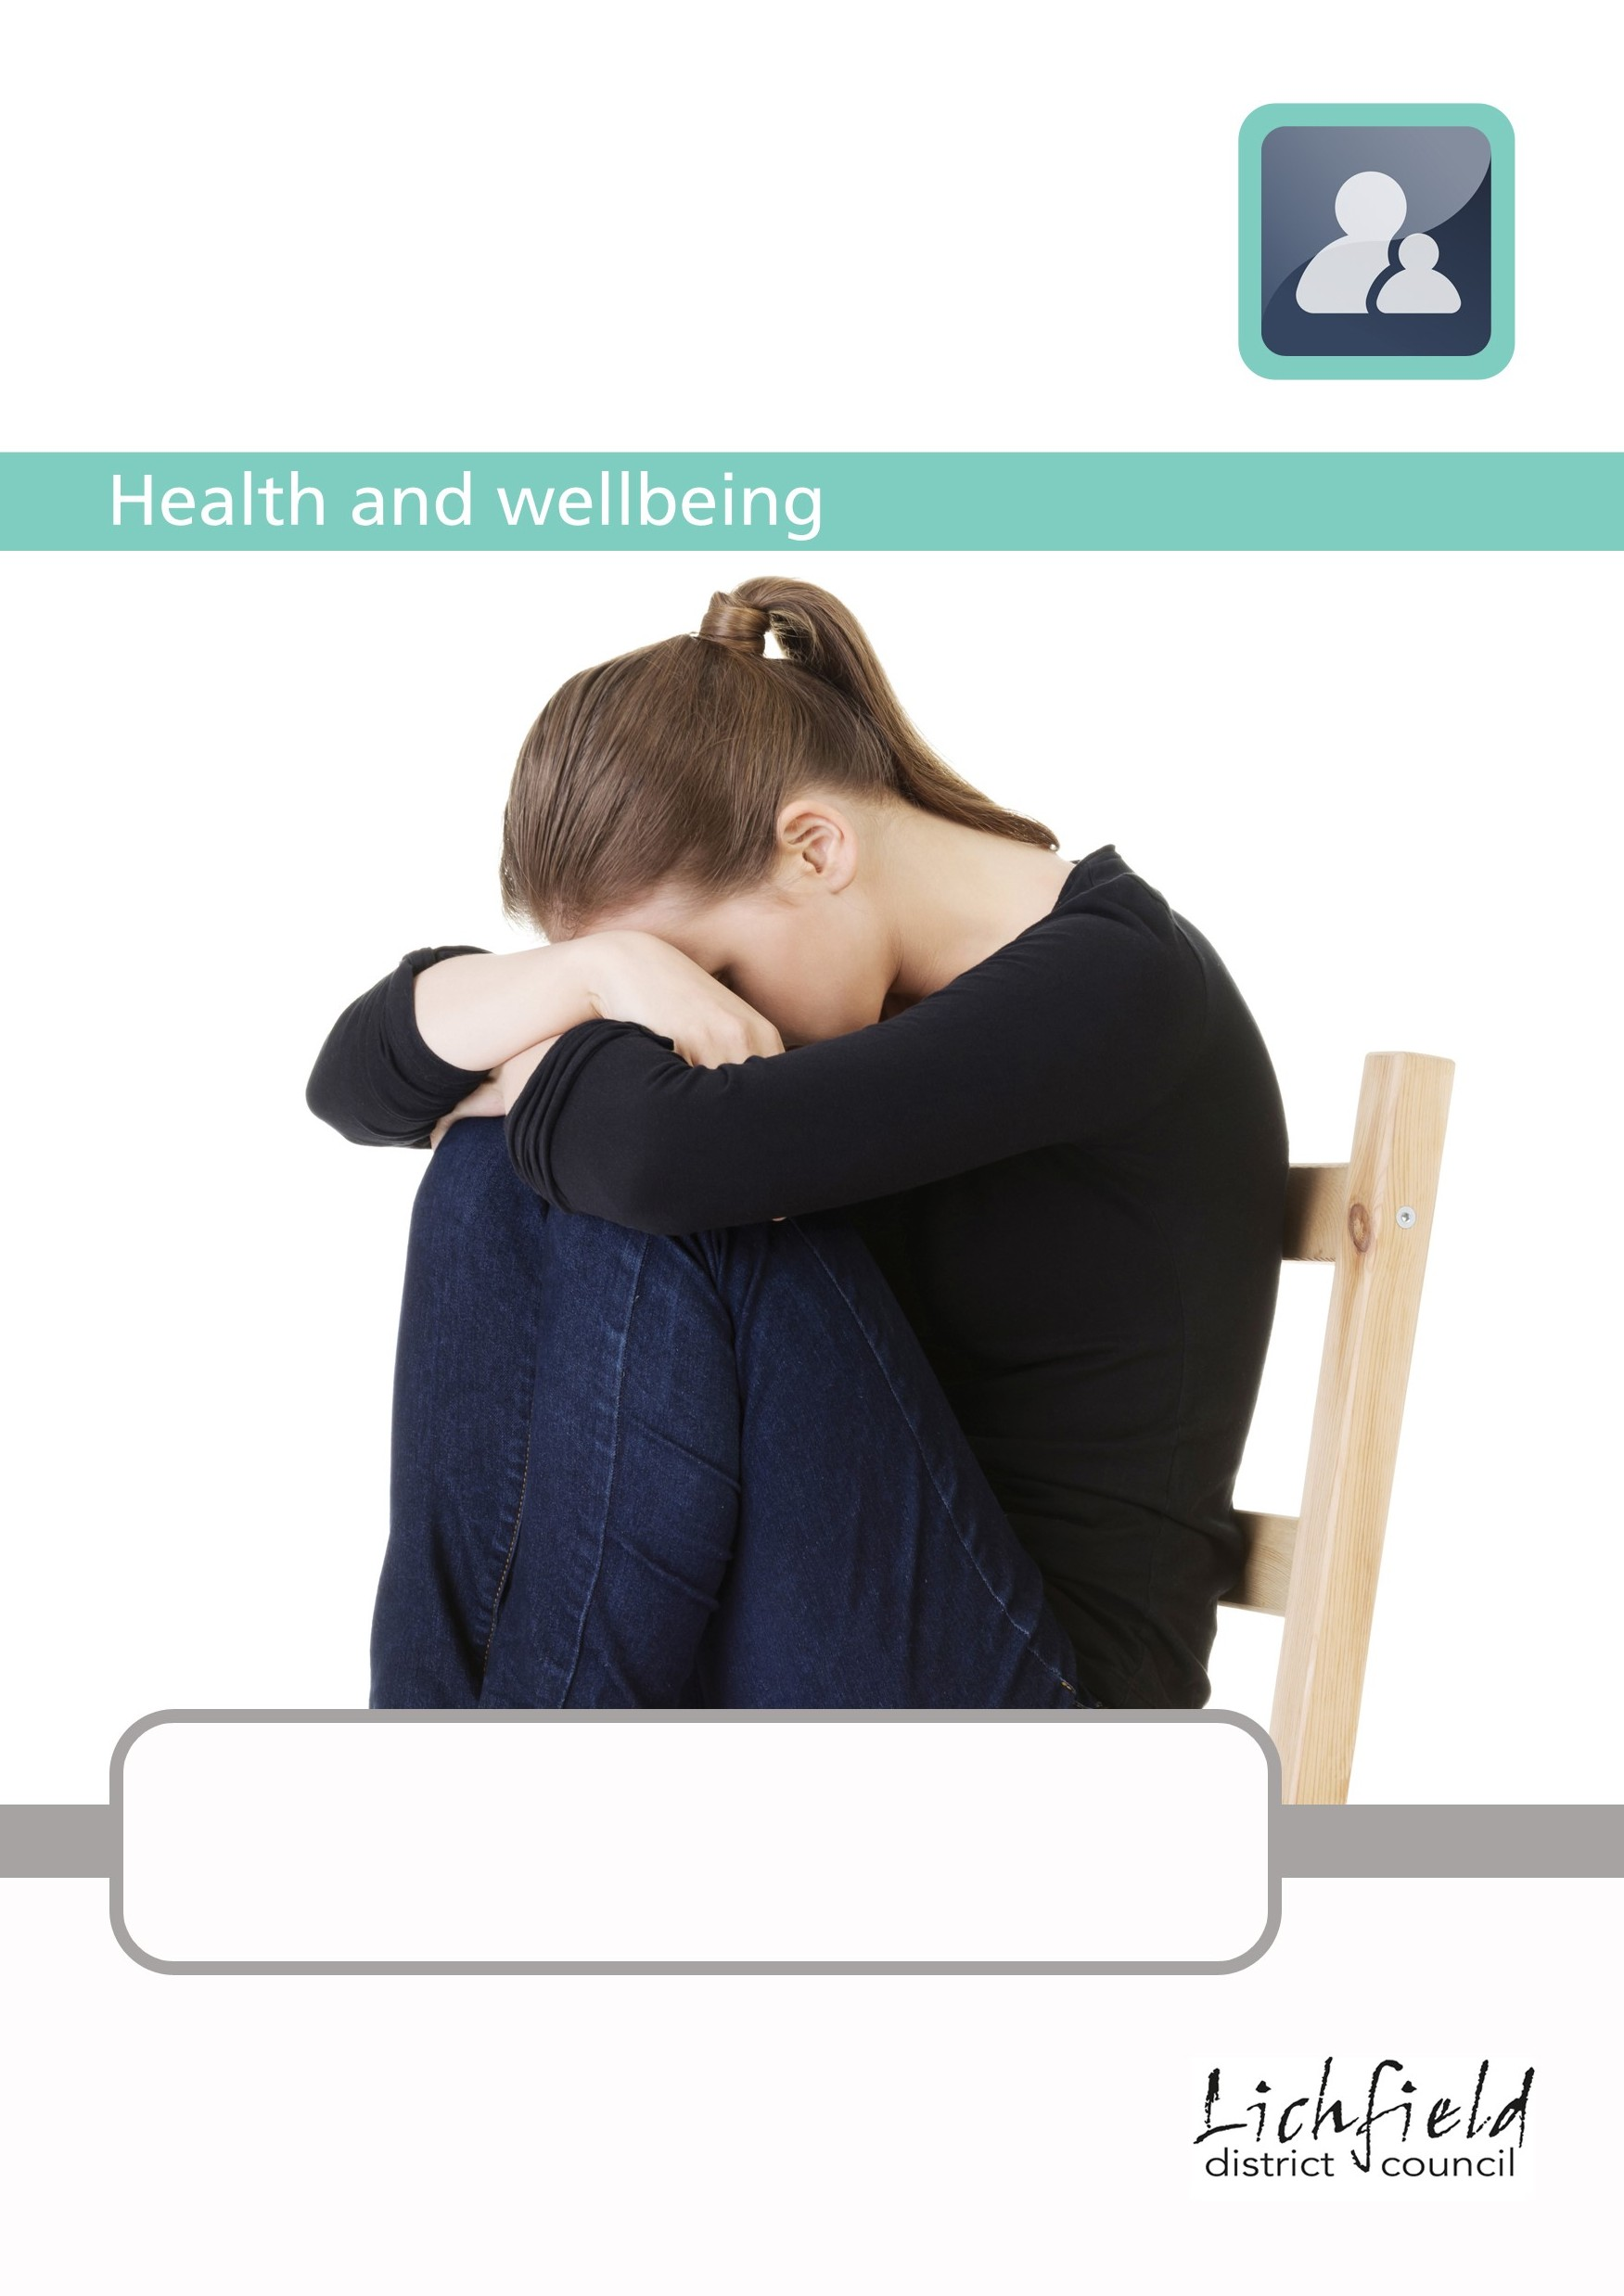 Health and wellbeing
Lichfield
district council